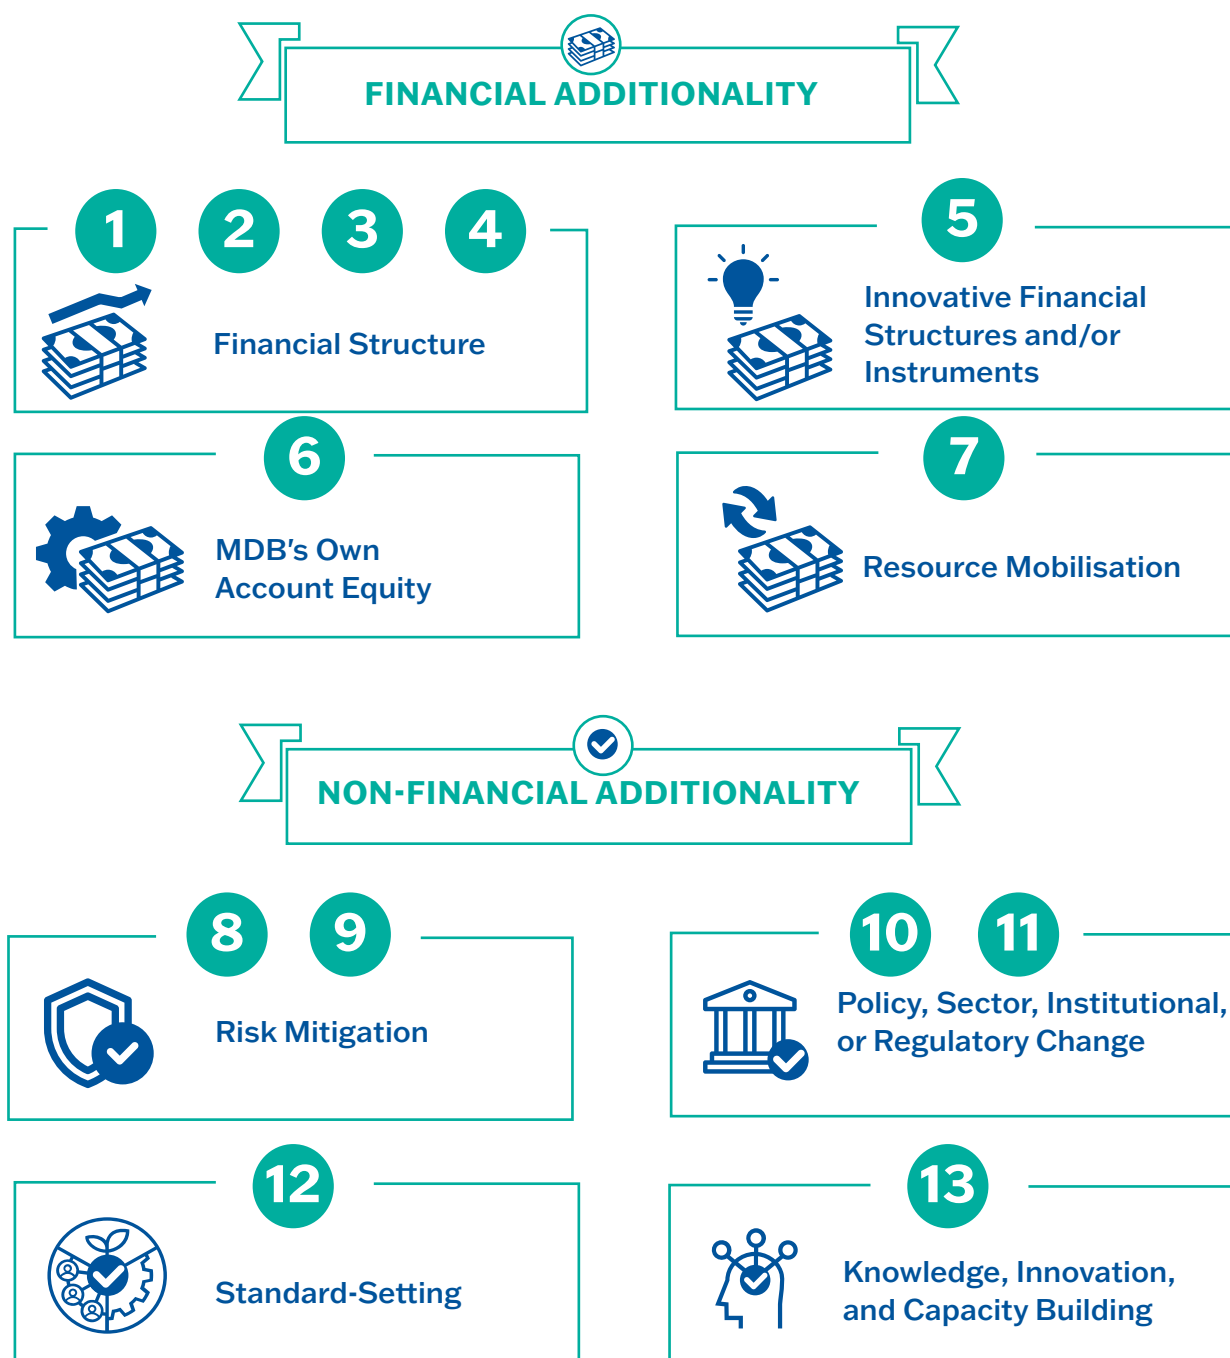 FINANCIAL ADDITIONALITY
1 2 3 4
Financial Structure
5
Innovative Financial
Structures and/or
Instruments
6
MDB's Own
Account Equity
7
Resource Mobilisation
NON-FINANCIAL ADDITIONALITY
8 9
Risk Mitigation
10 11
Policy, Sector, Institutional,
or Regulatory Change
12
Standard-Setting
13
Knowledge, Innovation,
and Capacity Building